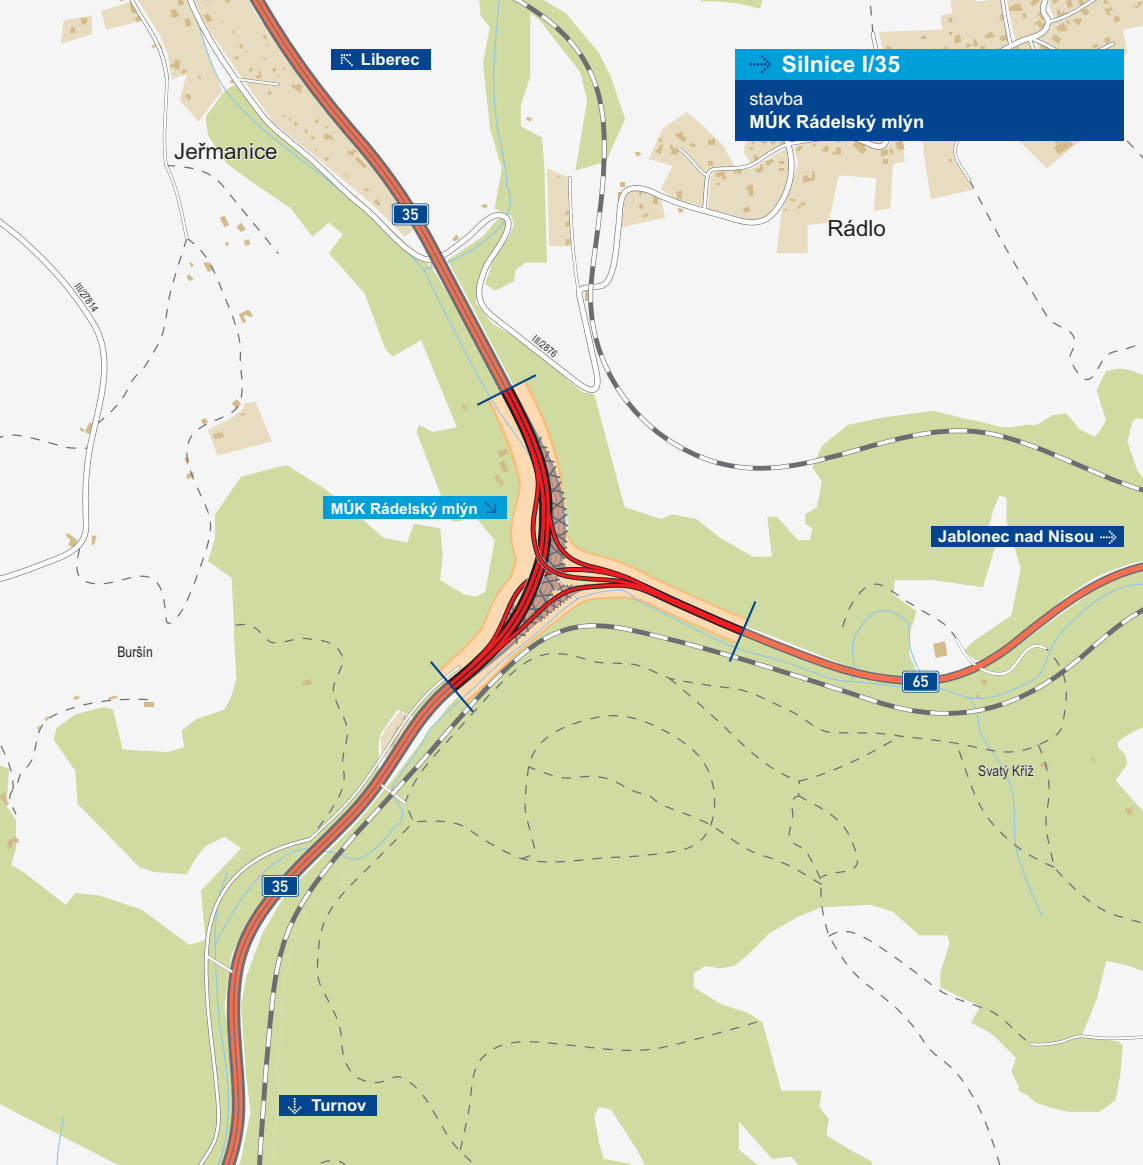 Liberec
Silnice I/35
stavba
MÚK Rádelský mlýn
Jeřmanice
35
Rádlo
III/27814
III/2876
MÚK Rádelský mlýn
Jablonec nad Nisou
Buršín
65
Svatý Kříž
35
Turnov